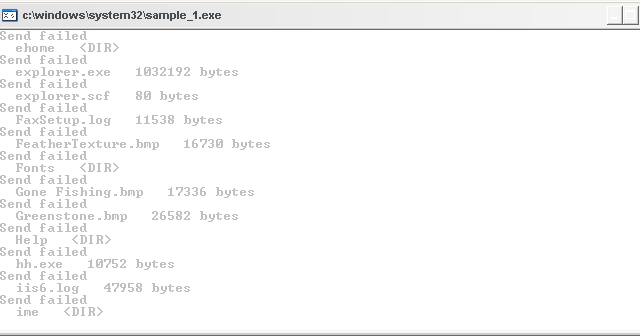 c:\windows\system32\sample_1.exe
Send failed
ehome <DIR>
Send failed
explorer.exe 1032192 bytes
Send failed
explorer.scf 80 bytes
Send failed
FaxSetup.log 11538 bytes
Send failed
FeatherTexture.bmp 16730 bytes
Send failed
Fonts <DIR>
Send failed
Gone Fishing.bmp 17336 bytes
Send failed
Greenstone.bmp 26582 bytes
Send failed
Help <DIR>
Send failed
hh.exe 10752 bytes
Send failed
iis6.log 47958 bytes
Send failed
ime <DIR>